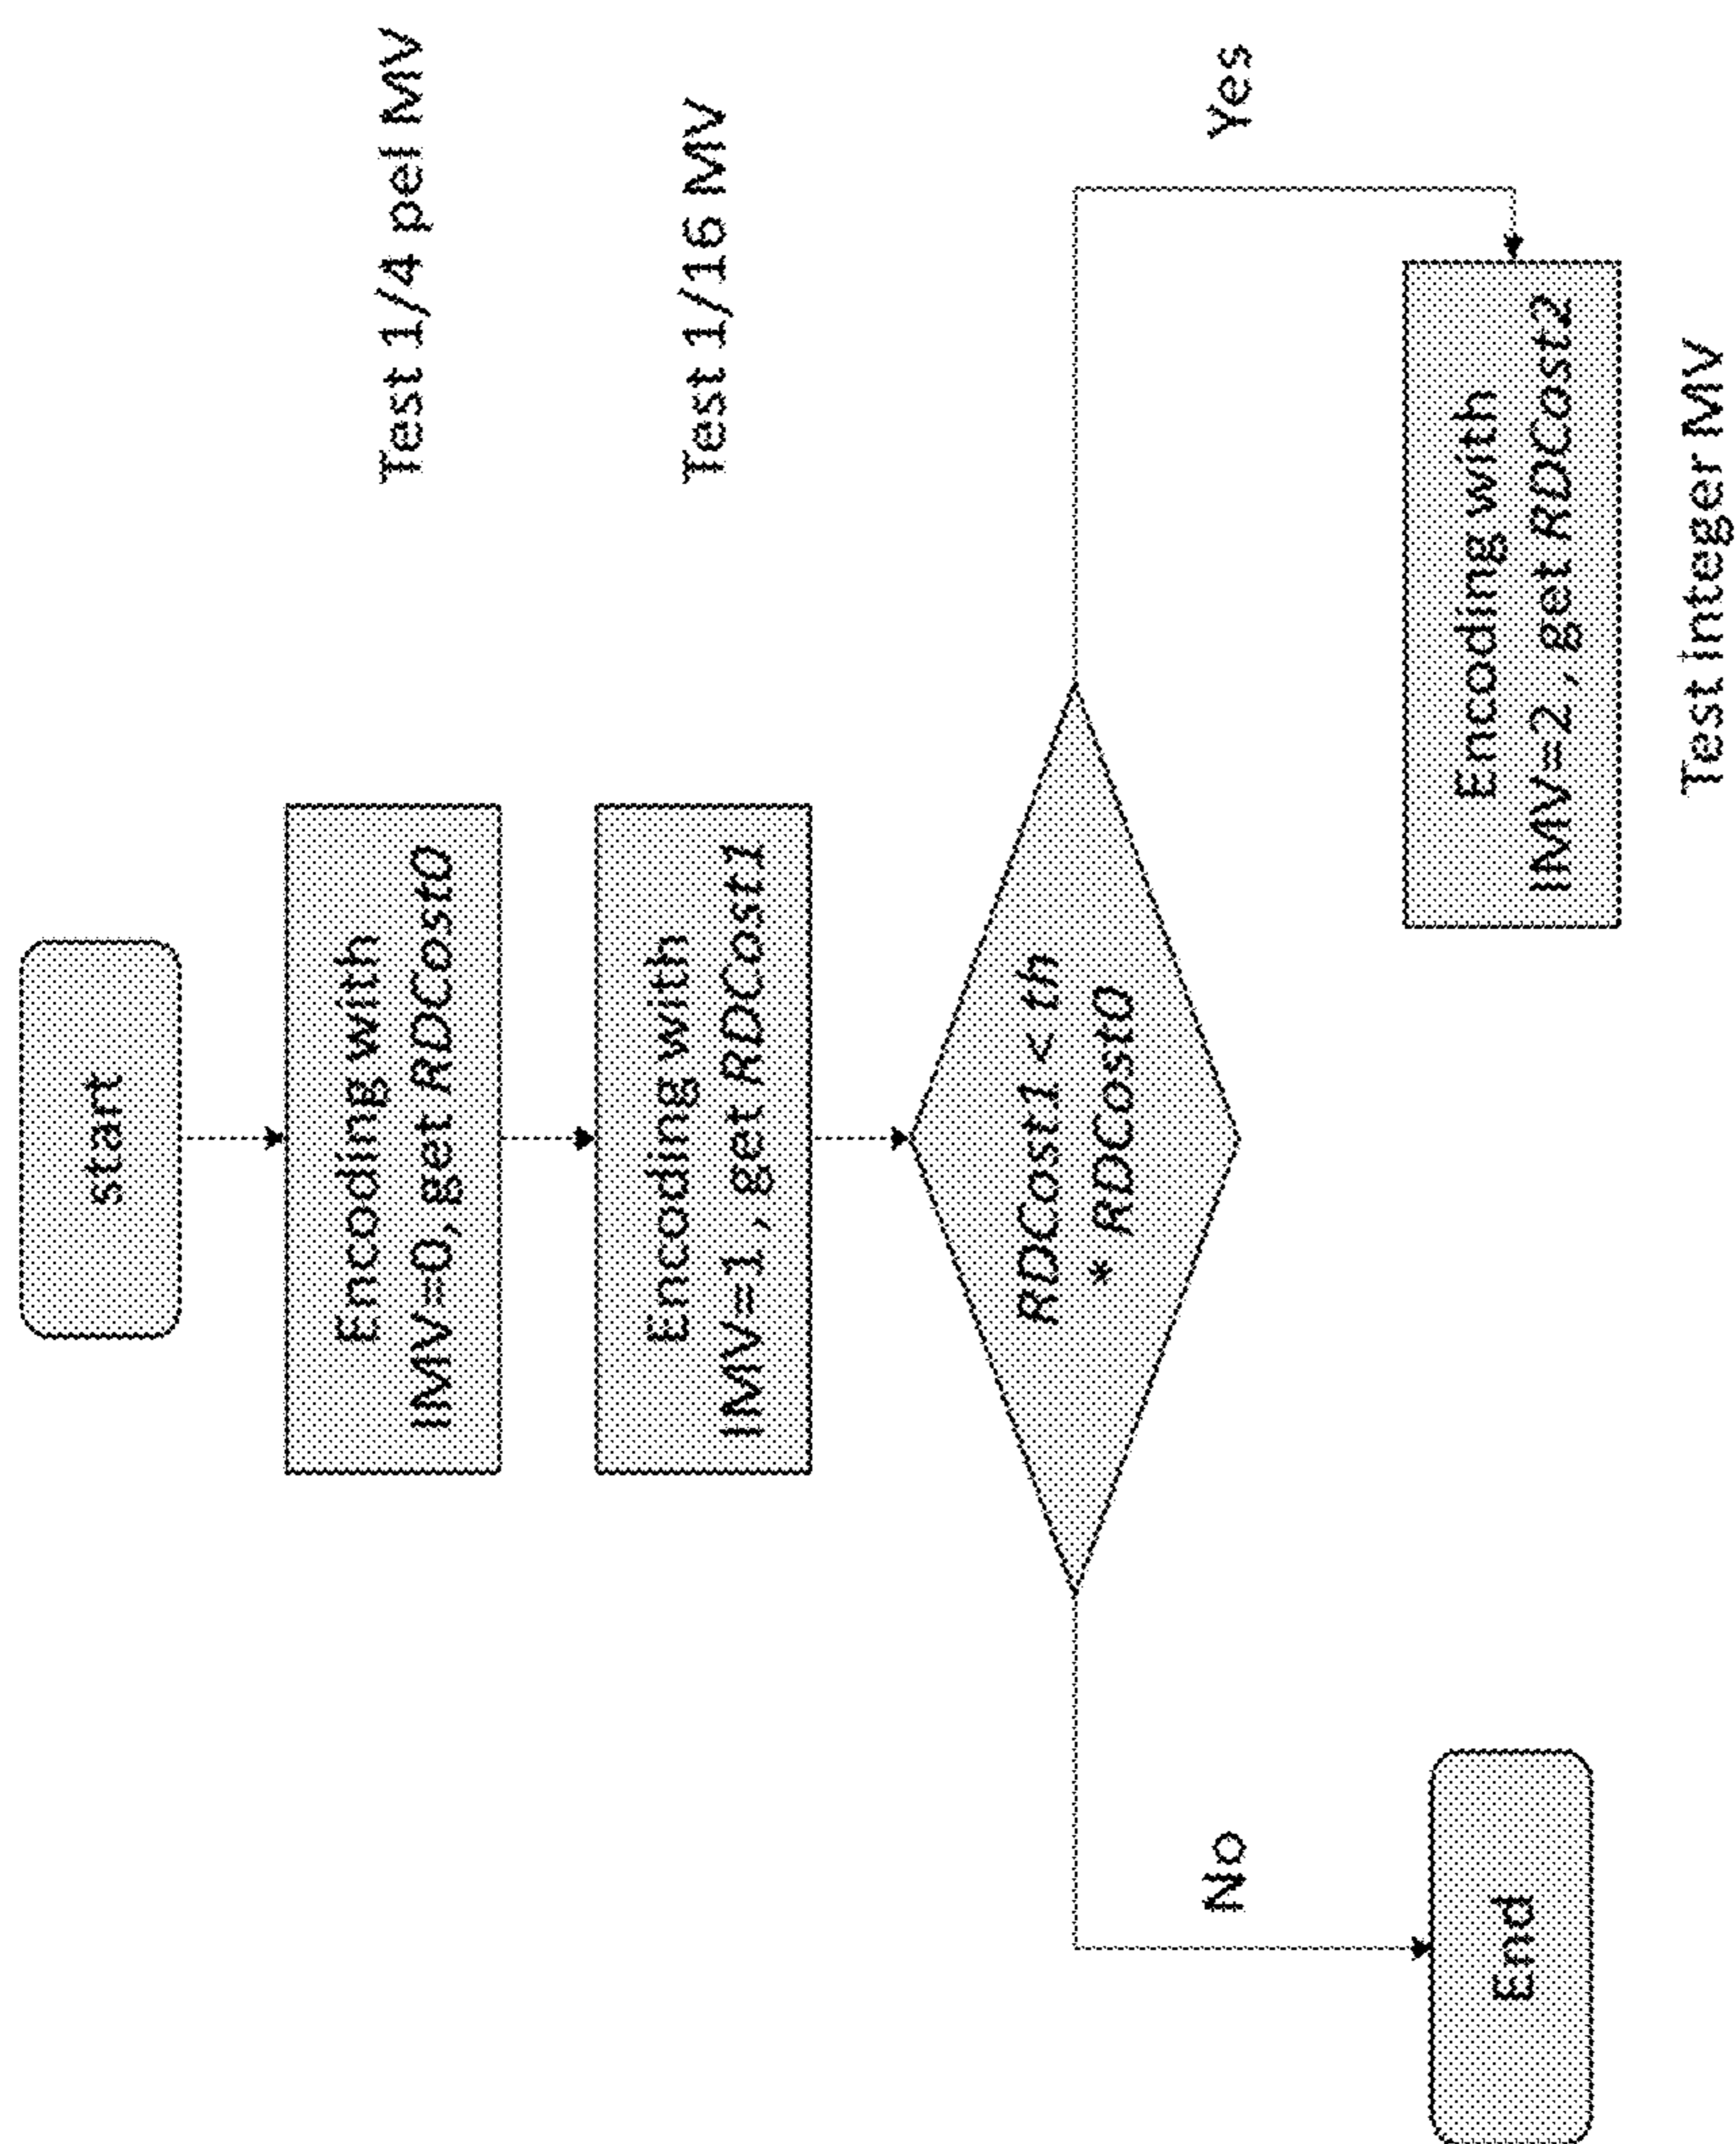 start
Encoding with
IMV=0, get RDCost0
Test 1/4 pel MV
Encoding with
IMV=1, get RDCost1
Test 1/16 MV
RDCost1 < th
* RDCost0
No
Yes
End
Encoding with
IMV=2, get RDCost2
Test integer MV